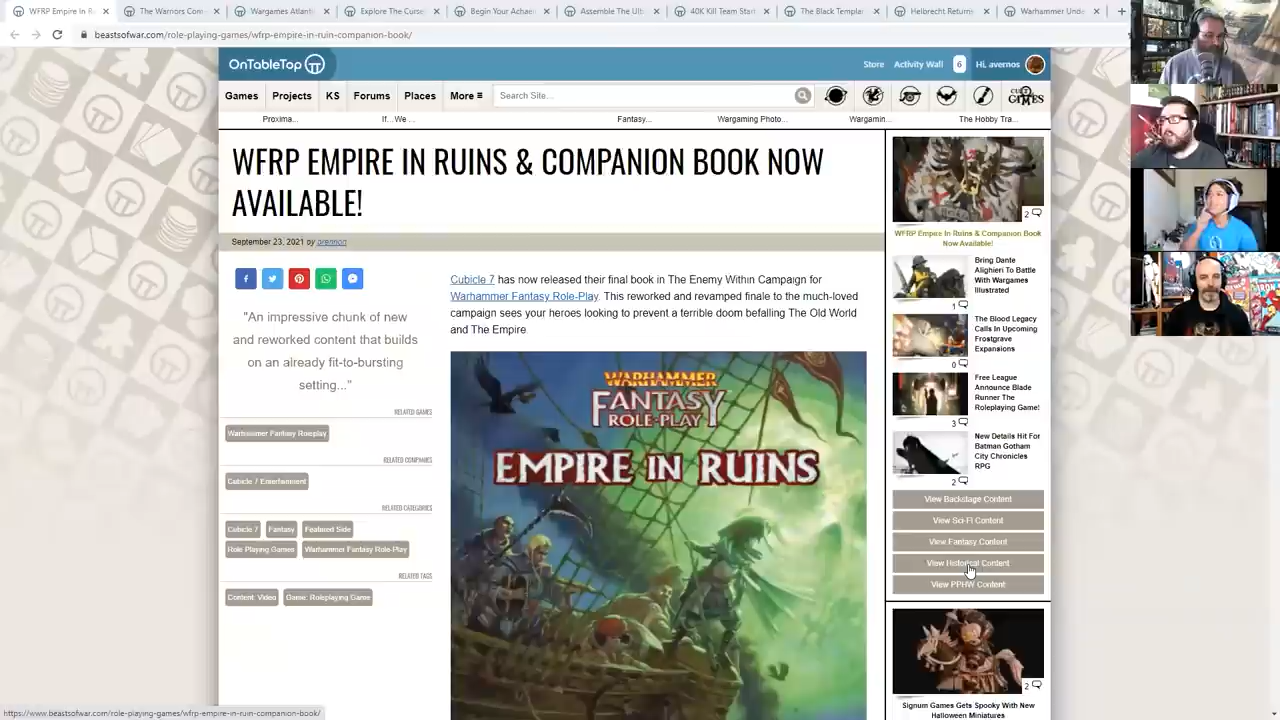 WFRP Empire In R
The Warriors Com
Wargames Atlanti
Explore The Curse
Begin Your Achae
Assemble The Ulti
40K Kill Team Star
The Black Templar
Helbrecht Returns
Warhammer Unde
beastsofwar.com/role-playing-games/wfrp-empire-in-ruin-companion-book/
OnTableTop
Store
Activity Wall
6
Hi, avernos
Games
Projects
KS
Forums
Places
More ≡
Search Site...
GAMES
Proxima...
If... We ...
Fantasy...
Wargaming Photo...
Wargamin...
The Hobby Tra...
WFRP EMPIRE IN RUINS & COMPANION BOOK NOW
AVAILABLE!
September 23, 2021 by brennon
"An impressive chunk of new
and reworked content that builds
on an already fit-to-bursting
setting..."
RELATED GAMES
Warhammer Fantasy Roleplay
RELATED COMPANIES
Cubicle 7 Entertainment
RELATED CATEGORIES
Cubicle 7
Fantasy
Featured Side
Role Playing Games
Warhammer Fantasy Role-Play
RELATED TAGS
Content: Video
Game: Roleplaying Game
Cubicle 7 has now released their final book in The Enemy Within Campaign for
Warhammer Fantasy Role-Play. This reworked and revamped finale to the much-loved
campaign sees your heroes looking to prevent a terrible doom befalling The Old World
and The Empire.
WARHAMMER
FANTASY
ROLE-PLAY
EMPIRE IN RUINS
2
WFRP Empire In Ruins & Companion Book
Now Available!
Bring Dante
Alighieri To Battle
With Wargames
Illustrated
1
The Blood Legacy
Calls In Upcoming
Frostgrave
Expansions
0
Free League
Announce Blade
Runner The
Roleplaying Game!
3
New Details Hit For
Batman Gotham
City Chronicles
RPG
2
View Backstage Content
View Sci-Fi Content
View Fantasy Content
View Historical Content
View PPHW Content
2
Signum Games Gets Spooky With New
Halloween Miniatures
https://www.beastsofwar.com/role-playing-games/wfrp-empire-in-ruin-companion-book/